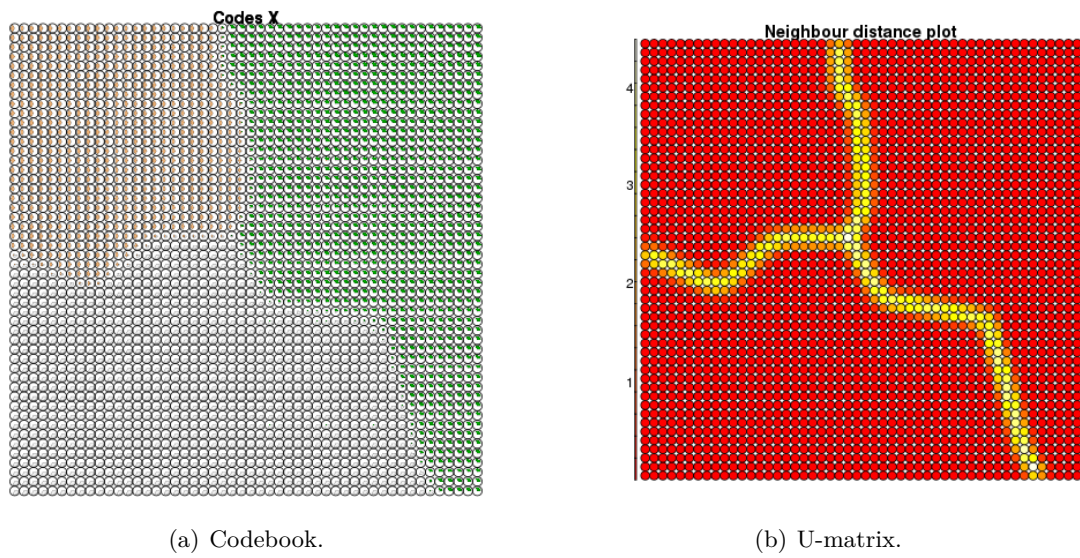 Codes X
Neighbour distance plot
4
3
2
1
(a) Codebook.
(b) U-matrix.